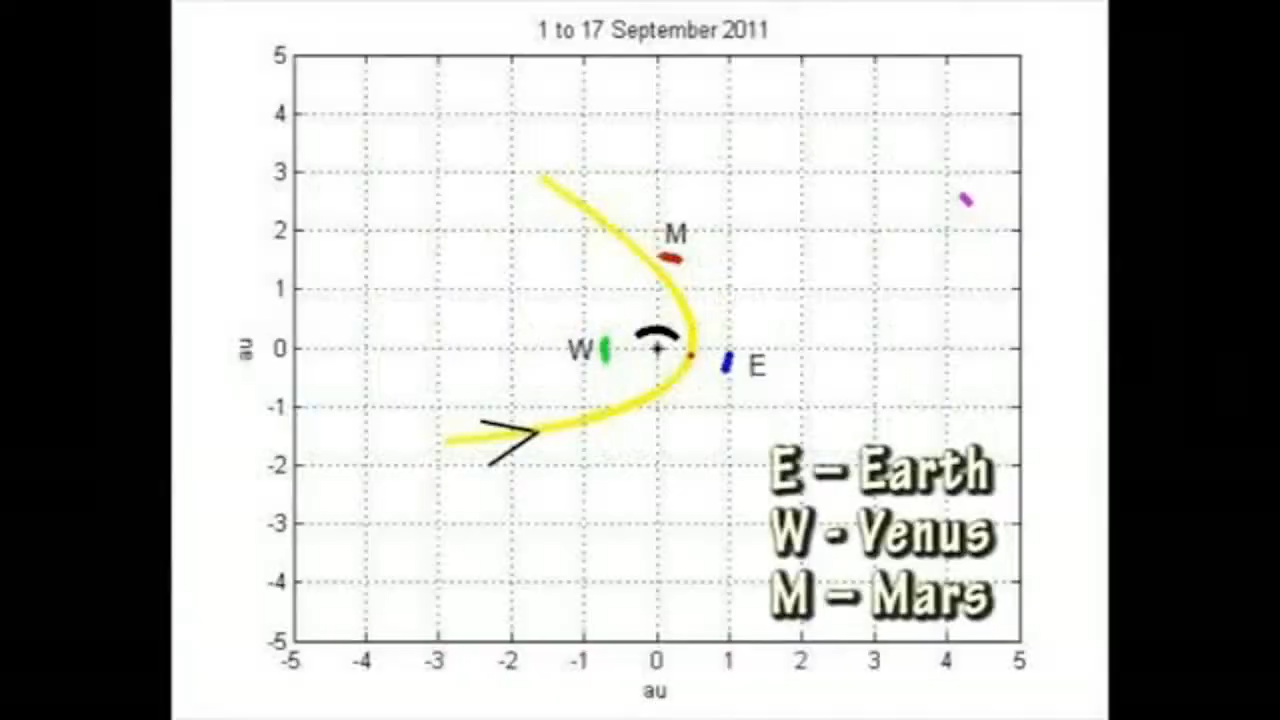 1 to 17 September 2011
5
4
3
2
M
1
au
0
W
E
-1
-2
E – Earth
-3
W - Venus
-4
M – Mars
-5
-5 -4 -3 -2 -1 0 1 2 3 4 5
au